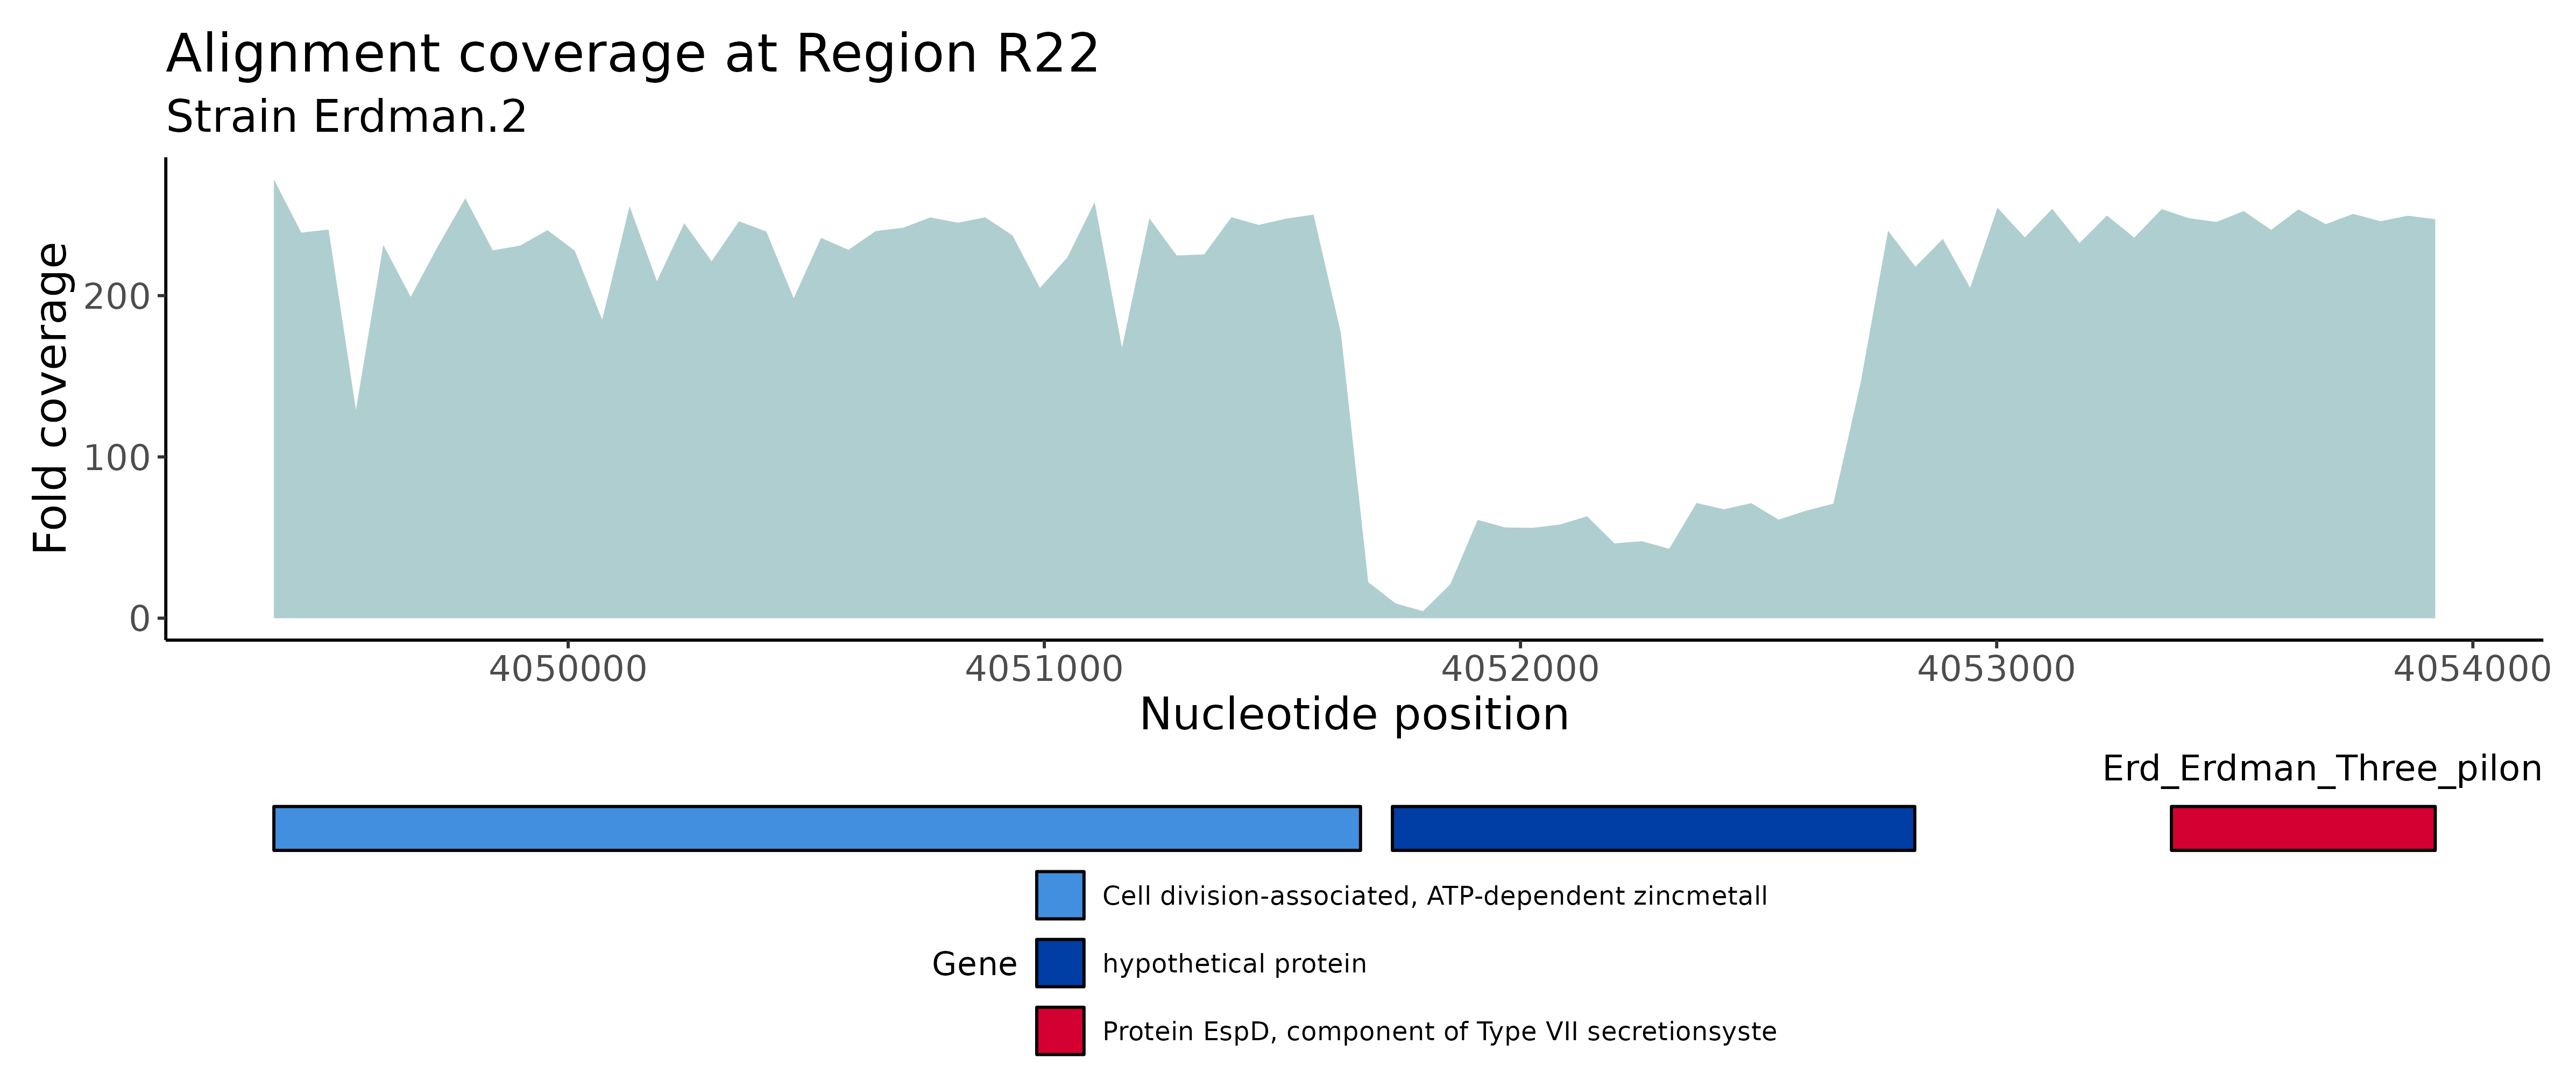 Alignment coverage at Region R22
Strain Erdman.2
Fold coverage
200
100
0
4050000 4051000 4052000 4053000 4054000
Nucleotide position
Erd_Erdman_Three_pilon
Gene
Cell division-associated, ATP-dependent zincmetall
hypothetical protein
Protein EspD, component of Type VII secretionsyste